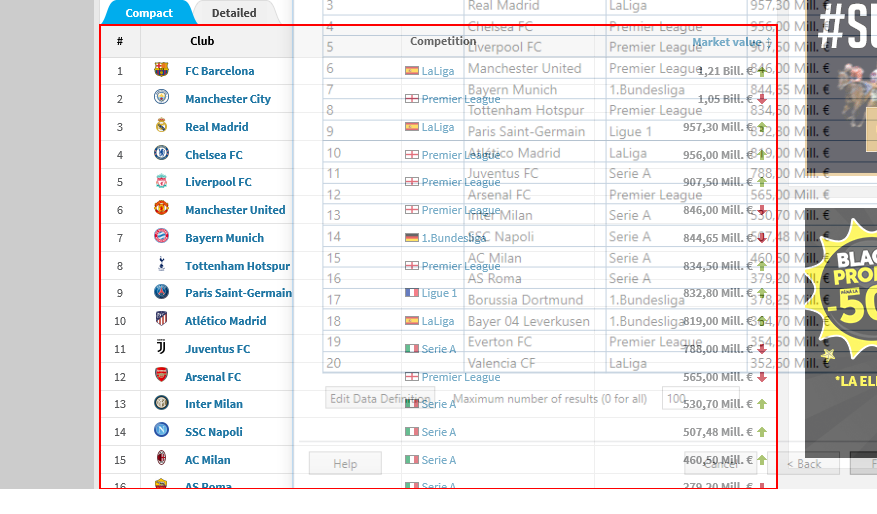 Compact Detailed
# Club Competition Market value
1 FC Barcelona LaLiga 1,21 Bill. €
2 Manchester City Premier League 1,05 Bill. €
3 Real Madrid LaLiga 957,30 Mill. €
4 Chelsea FC Premier League 956,00 Mill. €
5 Liverpool FC Premier League 907,50 Mill. €
6 Manchester United Premier League 846,00 Mill. €
7 Bayern Munich 1.Bundesliga 844,65 Mill. €
8 Tottenham Hotspur Premier League 834,50 Mill. €
9 Paris Saint-Germain Ligue 1 832,80 Mill. €
10 Atlético Madrid LaLiga 819,00 Mill. €
11 Juventus FC Serie A 788,00 Mill. €
12 Arsenal FC Premier League 565,00 Mill. €
13 Inter Milan Serie A 530,70 Mill. €
14 SSC Napoli Serie A 507,48 Mill. €
15 AC Milan Serie A 460,50 Mill. €
16 AS Roma Serie A 379,20 Mill. €
3 Real Madrid LaLiga 957,30 Mill. €
4 Chelsea FC Premier League 956,00 Mill. €
5 Liverpool FC Premier League 907,50 Mill. €
6 Manchester United Premier League 846,00 Mill. €
7 Bayern Munich 1.Bundesliga 844,65 Mill. €
8 Tottenham Hotspur Premier League 834,50 Mill. €
9 Paris Saint-Germain Ligue 1 832,80 Mill. €
10 Atlético Madrid LaLiga 819,00 Mill. €
11 Juventus FC Serie A 788,00 Mill. €
12 Arsenal FC Premier League 565,00 Mill. €
13 Inter Milan Serie A 530,70 Mill. €
14 SSC Napoli Serie A 507,48 Mill. €
15 AC Milan Serie A 460,50 Mill. €
16 AS Roma Serie A 379,20 Mill. €
17 Borussia Dortmund 1.Bundesliga 378,25 Mill. €
18 Bayer 04 Leverkusen 1.Bundesliga Mill. €
19 Everton FC Premier League 354,10 Mill. €
20 Valencia CF LaLiga 352,50 Mill. €
Edit Data Definition Maximum number of results (0 for all) 100
Help Cancel < Back
-50
*LA